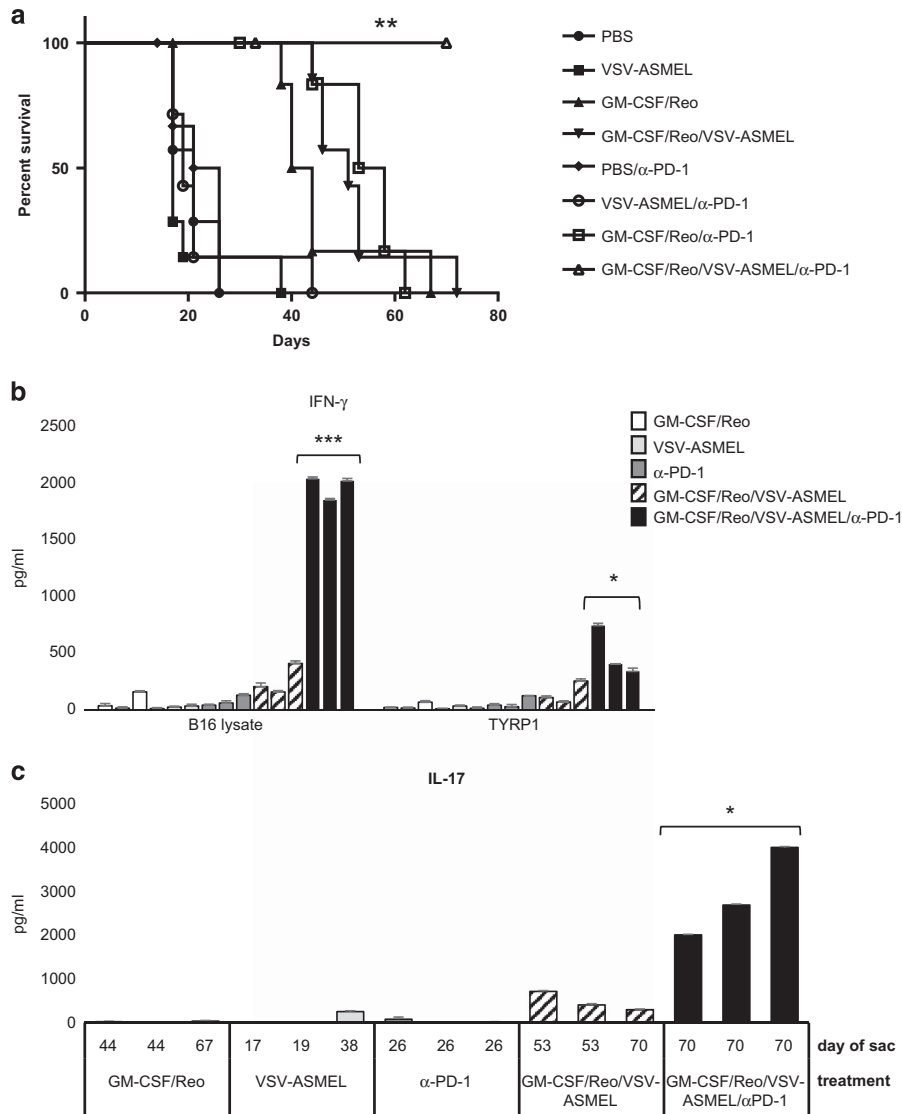 a
**
100
50
0
Percent survival
0 20 40 60 80
Days
PBS
VSV-ASMEL
GM-CSF/Reo
GM-CSF/Reo/VSV-ASMEL
PBS/α-PD-1
VSV-ASMEL/α-PD-1
GM-CSF/Reo/α-PD-1
GM-CSF/Reo/VSV-ASMEL/α-PD-1
b
IFN-γ
2500
2000
1500
1000
500
0
pg/ml
***
*
B16 lysate TYRP1
GM-CSF/Reo
VSV-ASMEL
α-PD-1
GM-CSF/Reo/VSV-ASMEL
GM-CSF/Reo/VSV-ASMEL/α-PD-1
c
IL-17
5000
4000
3000
2000
1000
0
pg/ml
*
44 44 67 17 19 38 26 26 26 53 53 70 70 70 70 day of sac
GM-CSF/Reo VSV-ASMEL α-PD-1 GM-CSF/Reo/VSV- GM-CSF/Reo/VSV- treatment
ASMEL ASMEL/αPD-1